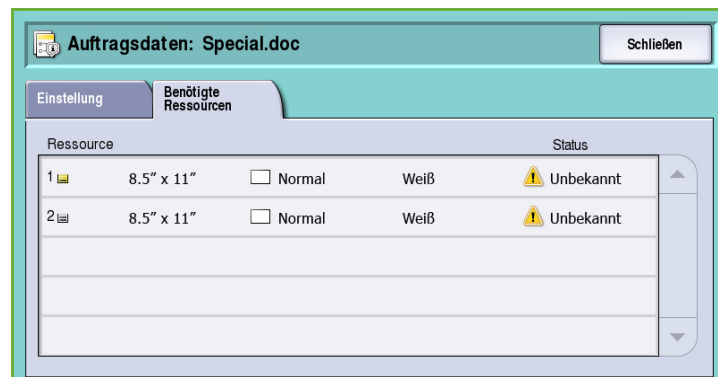 Auftragsdaten: Special.doc
Schließen
Einstellung
Benötigte
Ressourcen
Ressource Status
1 8.5" x 11" Normal Weiß Unbekannt
2 8.5" x 11" Normal Weiß Unbekannt